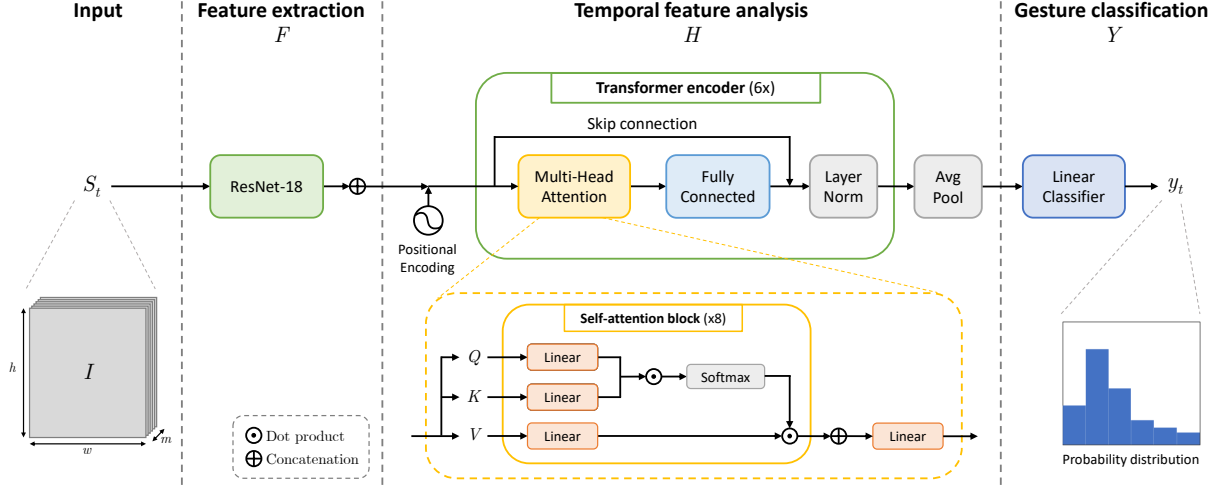 Input
Feature extraction
F
Temporal feature analysis
H
Gesture classification
Y
Transformer encoder (6x)
Skip connection
S_t
ResNet-18
Multi-Head
Attention
Fully
Connected
Layer
Norm
Avg
Pool
Linear
Classifier
y_t
Positional
Encoding
Self-attention block (x8)
h
I
m
w
Q
Linear
Softmax
K
Linear
V
Linear
Linear
Dot product
Concatenation
Probability distribution